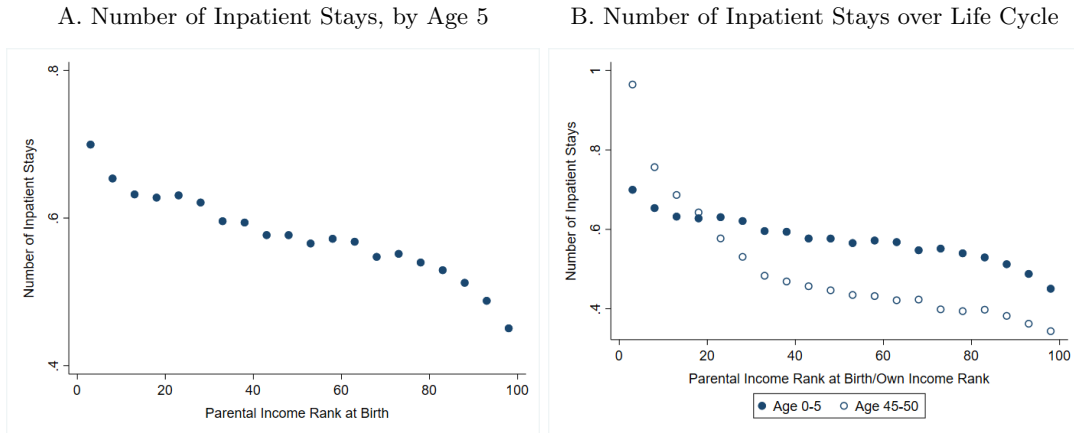 A. Number of Inpatient Stays, by Age 5
B. Number of Inpatient Stays over Life Cycle
.8
.6
.4
Number of Inpatient Stays
0 20 40 60 80 100
Parental Income Rank at Birth
1
.8
.6
.4
Number of Inpatient Stays
0 20 40 60 80 100
Parental Income Rank at Birth/Own Income Rank
Age 0-5 Age 45-50